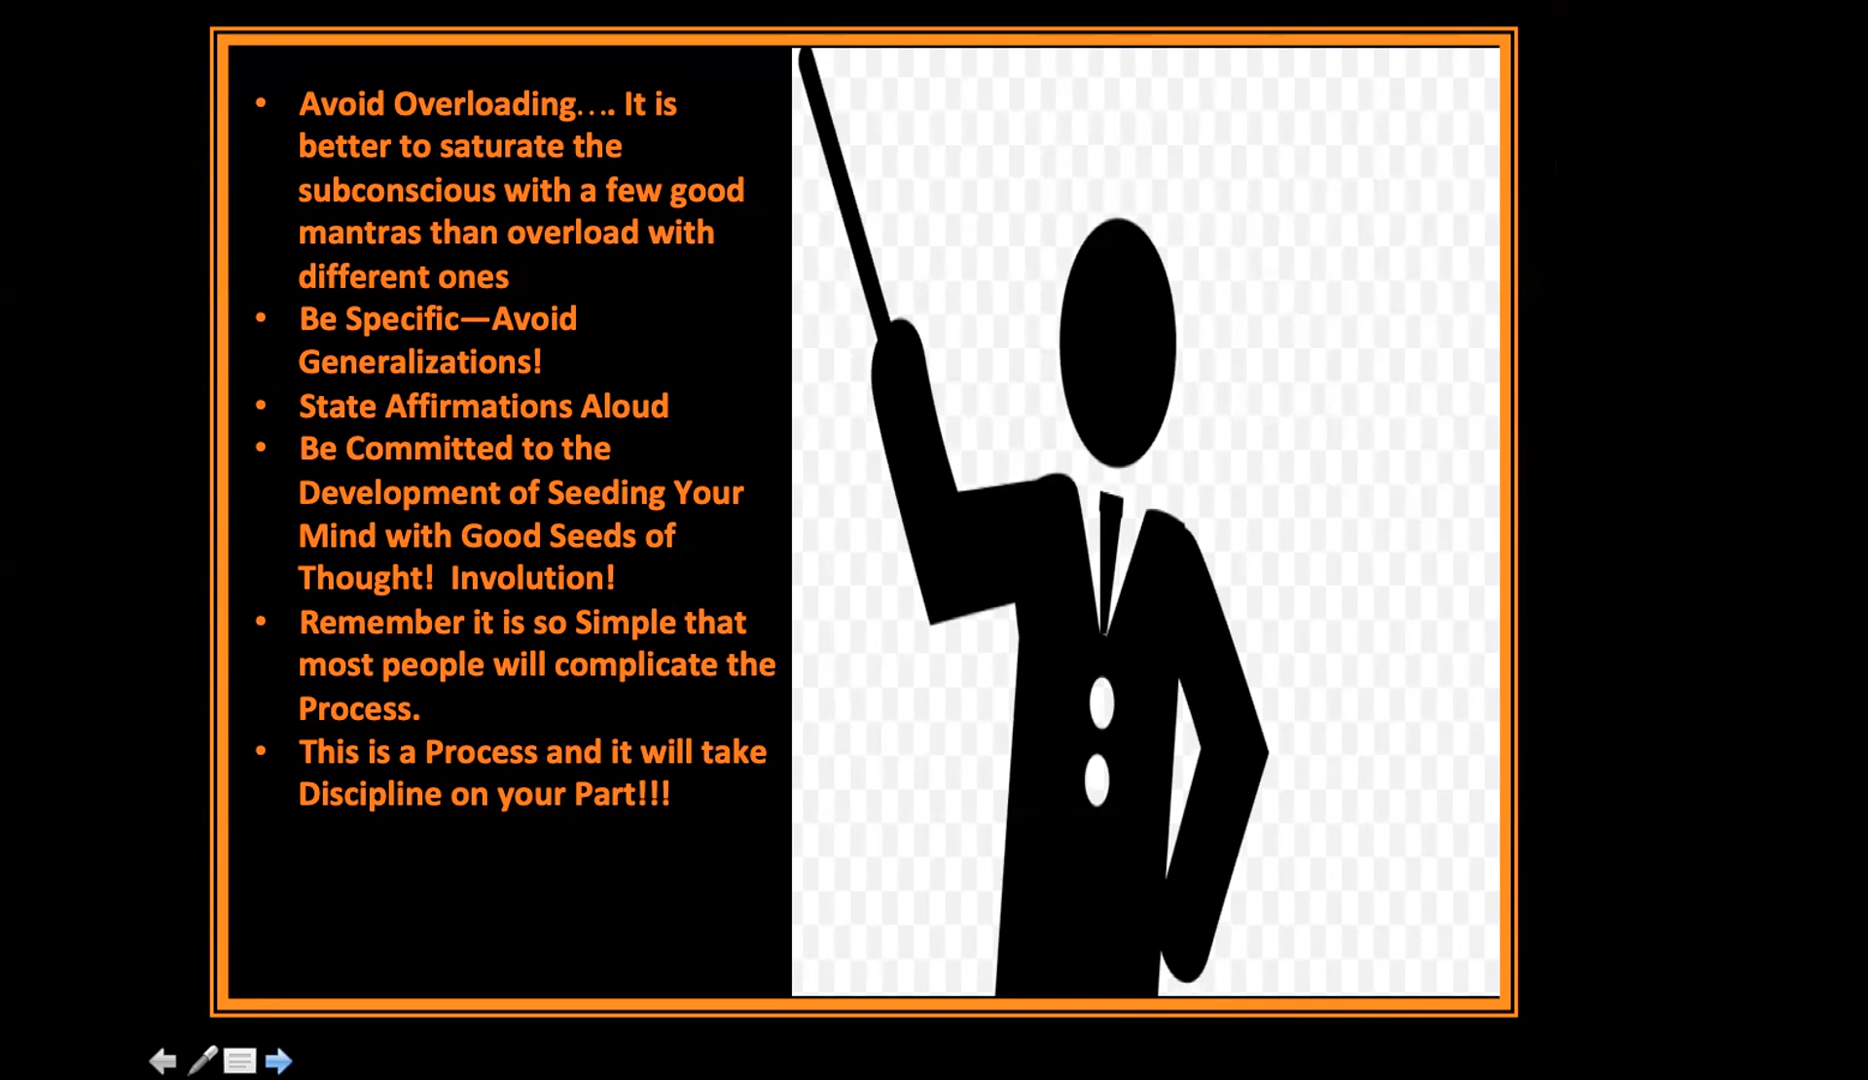 • Avoid Overloading…. It is
better to saturate the
subconscious with a few good
mantras than overload with
different ones
• Be Specific—Avoid
Generalizations!
• State Affirmations Aloud
• Be Committed to the
Development of Seeding Your
Mind with Good Seeds of
Thought!  Involution!
• Remember it is so Simple that
most people will complicate the
Process.
• This is a Process and it will take
Discipline on your Part!!!